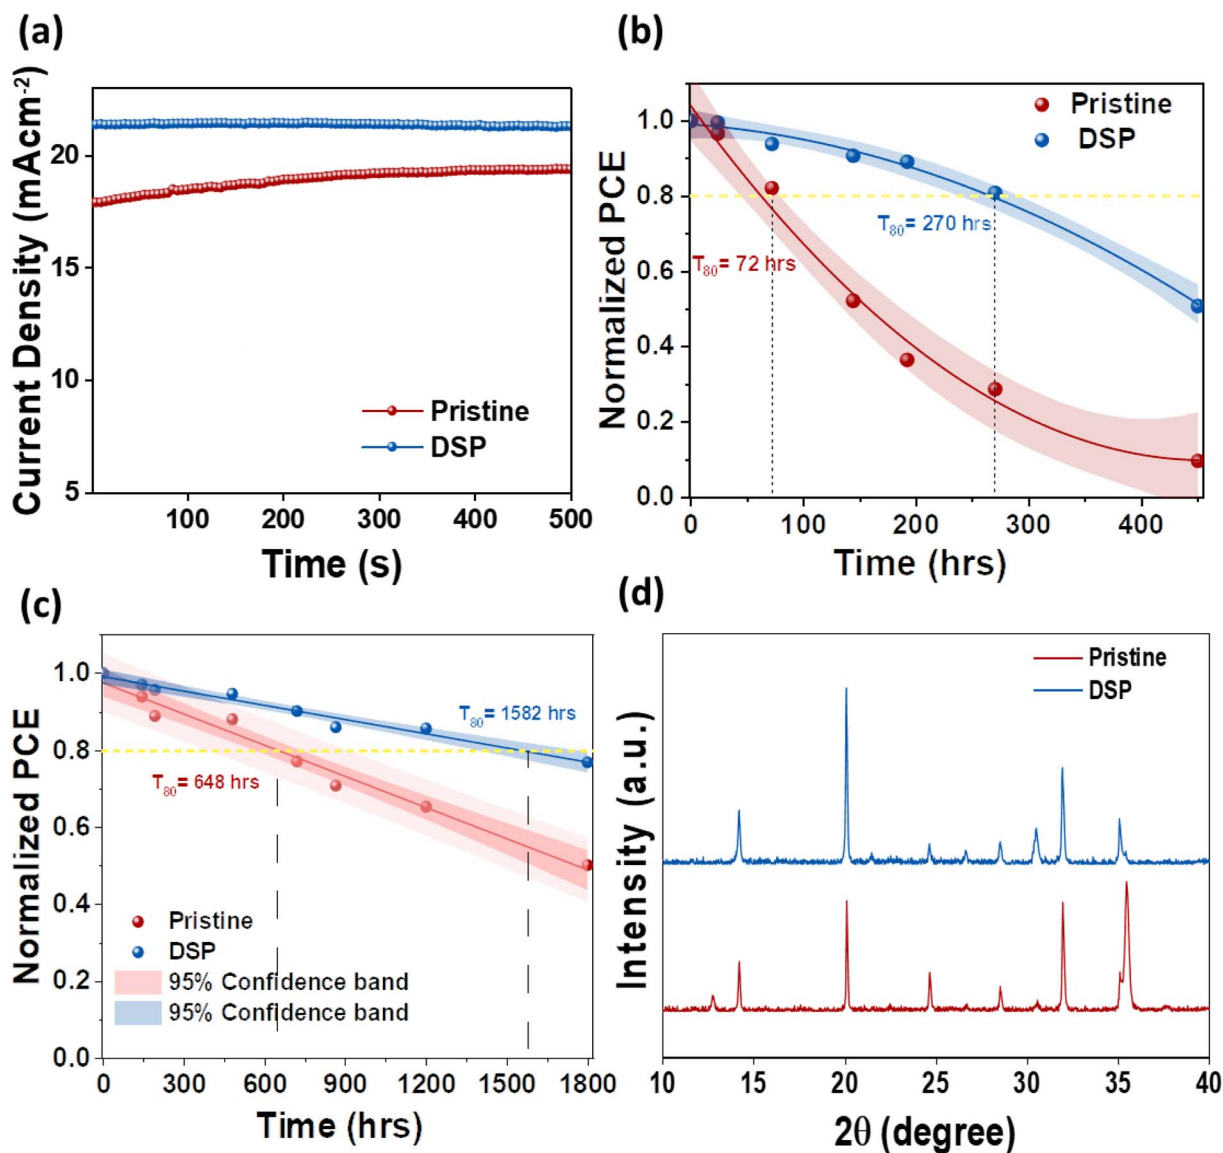 (a)
Current Density (mAcm-2)
20
15
10
5
100 200 300 400 500
Time (s)
Pristine
DSP
(b)
Normalized PCE
1.0
0.8
0.6
0.4
0.2
0.0
0 100 200 300 400
Time (hrs)
Pristine
DSP
T80= 270 hrs
T80= 72 hrs
(c)
Normalized PCE
1.0
0.8
0.6
0.4
0.2
0.0
0 300 600 900 1200 1500 1800
Time (hrs)
T80= 1582 hrs
T80= 648 hrs
Pristine
DSP
95% Confidence band
95% Confidence band
(d)
Intensity (a.u.)
Pristine
DSP
10 15 20 25 30 35 40
2θ (degree)